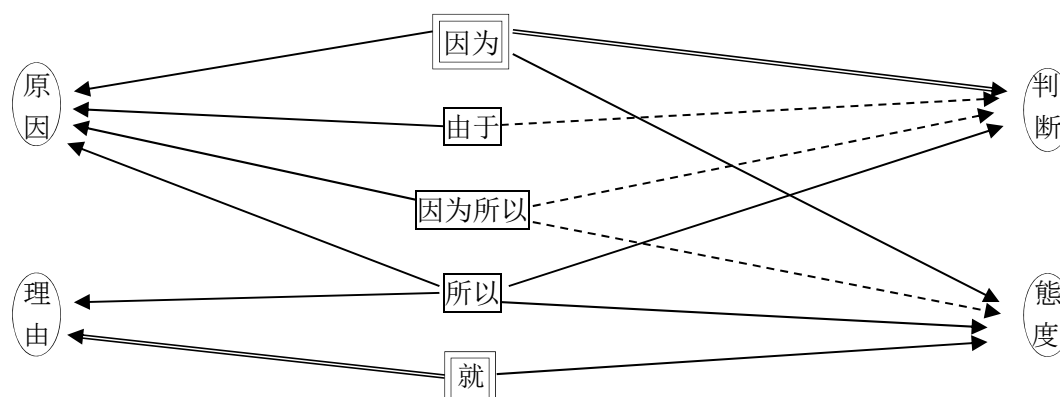 因为
原
因
判
断
由于
因为所以
理
由
所以
態
度
就